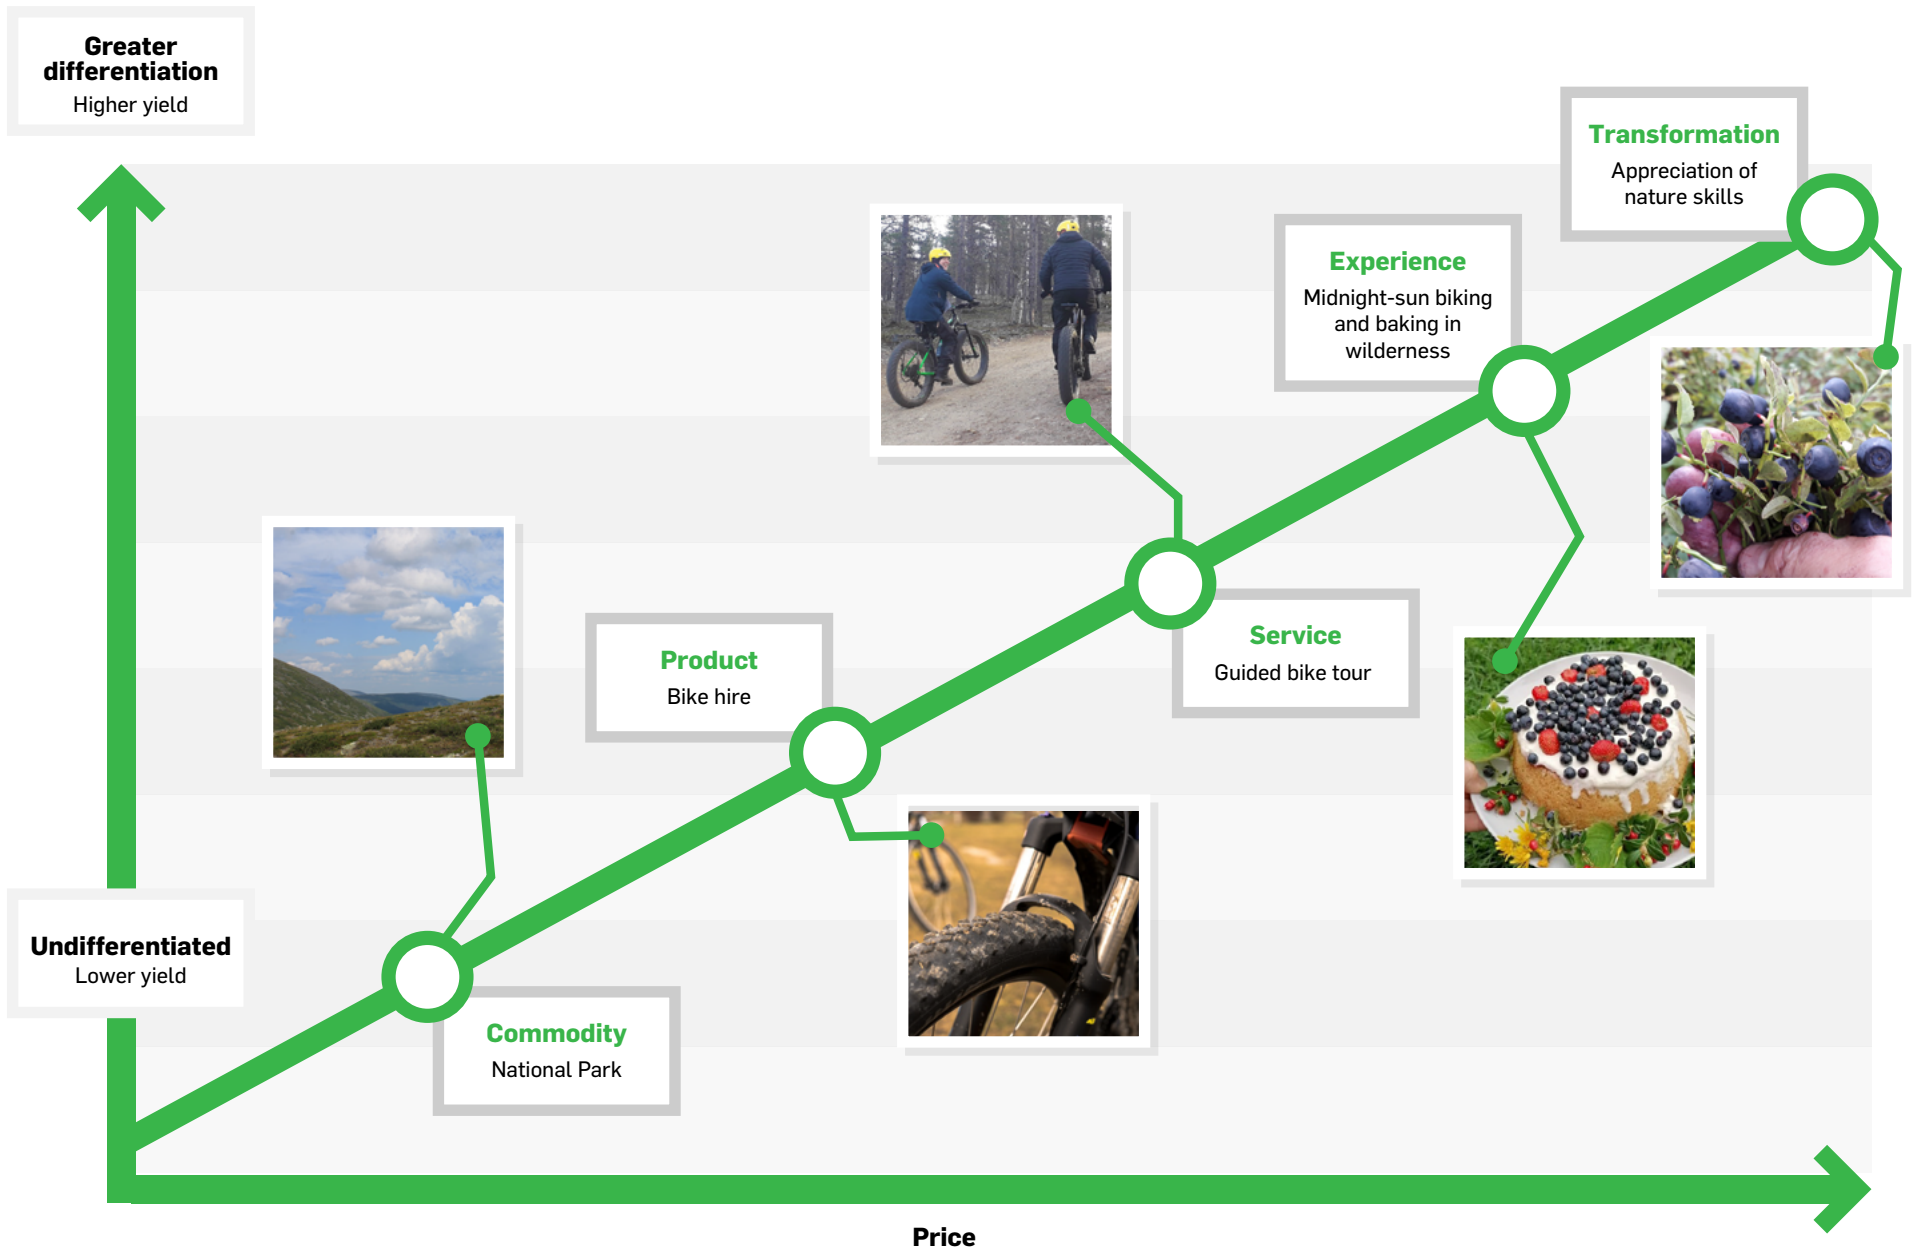 Greater
differentiation
Higher yield
Transformation
Appreciation of
nature skills
Experience
Midnight-sun biking
and baking in
wilderness
Service
Guided bike tour
Product
Bike hire
Undifferentiated
Lower yield
Commodity
National Park
Price